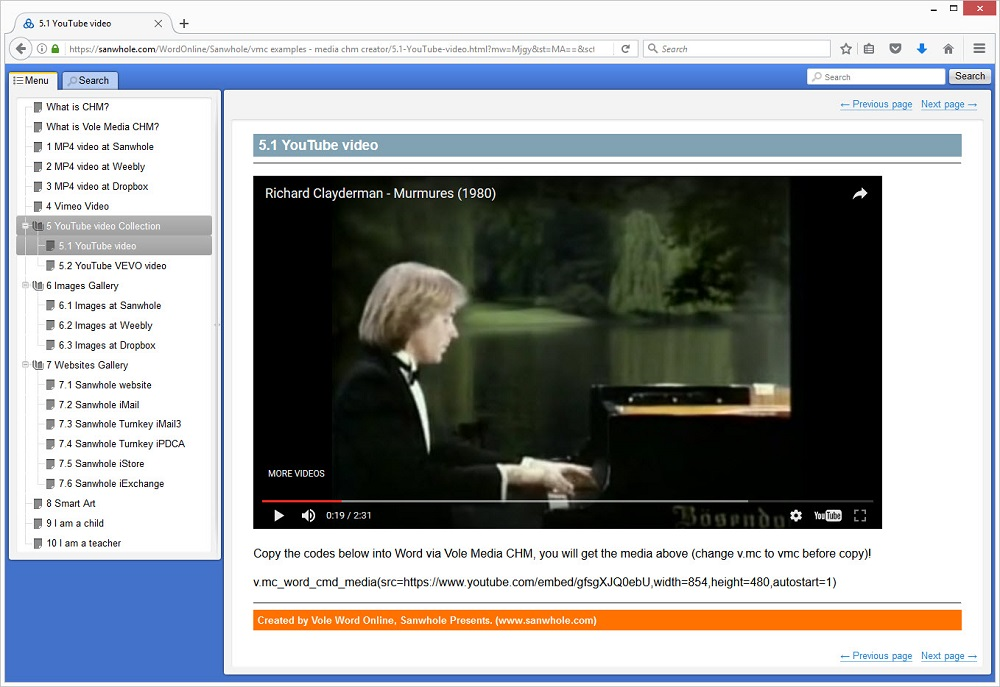 5.1 YouTube video
https://sanwhole.com/WordOnline/Sanwhole/vmc examples - media chm creator/5.1-YouTube-video.html?mw=Mjgy&st=MA==&sct
Search
Menu
Search
Search
Search
← Previous page Next page →
What is CHM?
What is Vole Media CHM?
1 MP4 video at Sanwhole
2 MP4 video at Weebly
3 MP4 video at Dropbox
4 Vimeo Video
5 YouTube video Collection
5.1 YouTube video
5.2 YouTube VEVO video
6 Images Gallery
6.1 Images at Sanwhole
6.2 Images at Weebly
6.3 Images at Dropbox
7 Websites Gallery
7.1 Sanwhole website
7.2 Sanwhole iMail
7.3 Sanwhole Turnkey iMail3
7.4 Sanwhole Turnkey iPDCA
7.5 Sanwhole iStore
7.6 Sanwhole iExchange
8 Smart Art
9 I am a child
10 I am a teacher
5.1 YouTube video
Richard Clayderman - Murmures (1980)
MORE VIDEOS
0:19 / 2:31
Bösendo
YouTube
Copy the codes below into Word via Vole Media CHM, you will get the media above (change v.mc to vmc before copy)!
v.mc_word_cmd_media(src=https://www.youtube.com/embed/gfsgXJQ0ebU,width=854,height=480,autostart=1)
Created by Vole Word Online, Sanwhole Presents. (www.sanwhole.com)
← Previous page Next page →